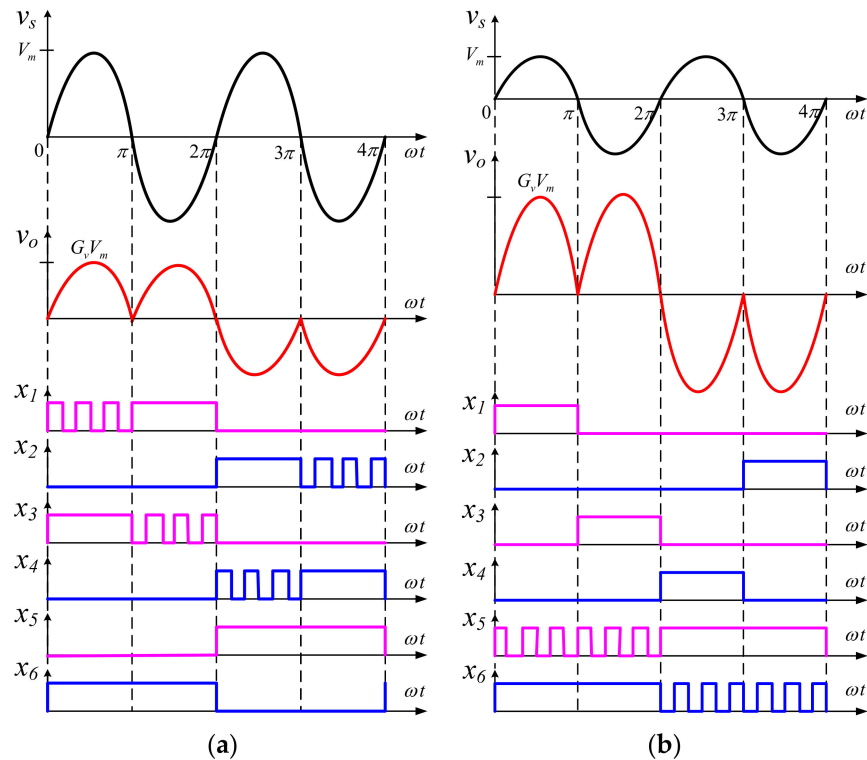 v_s
V_m
0 π 2π 3π 4π ωt
v_o
G_vV_m
ωt
x_1
ωt
x_2
ωt
x_3
ωt
x_4
ωt
x_5
ωt
x_6
ωt
(a)
v_s
V_m
0 π 2π 3π 4π ωt
v_o
G_vV_m
ωt
x_1
ωt
x_2
ωt
x_3
ωt
x_4
ωt
x_5
ωt
x_6
ωt
(b)